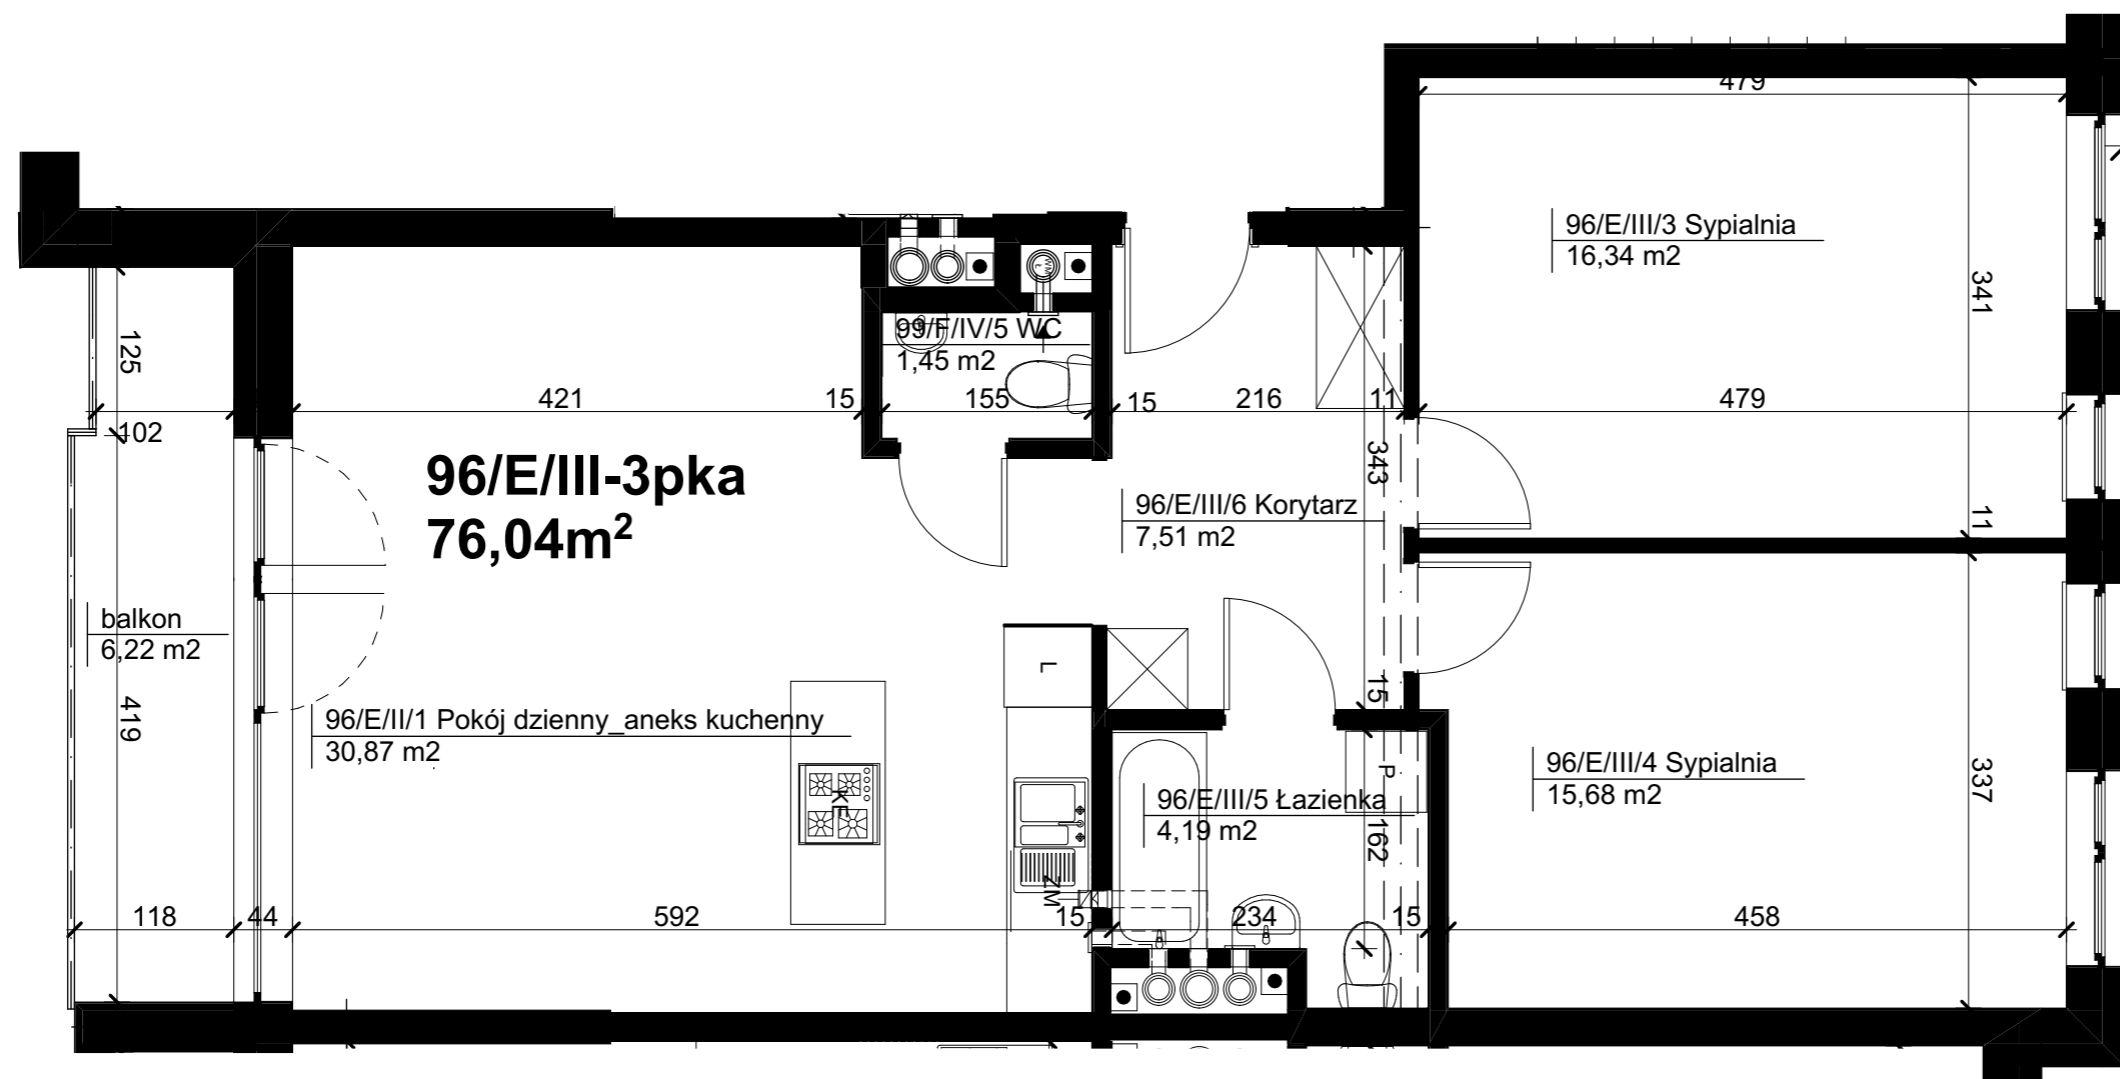 479
96/E/III/3 Sypialnia
16,34 m2
341
99/F/IV/5 WC
1,45 m2
125
102
421
15
155
15
216
11
479
343
96/E/III-3pka
76,04m²
96/E/III/6 Korytarz
7,51 m2
11
balkon
6,22 m2
419
L
15
96/E/II/1 Pokój dzienny_aneks kuchenny
30,87 m2
KE
P
96/E/III/5 Łazienka
4,19 m2
162
96/E/III/4 Sypialnia
15,68 m2
337
ZM
118
44
592
15
234
15
458